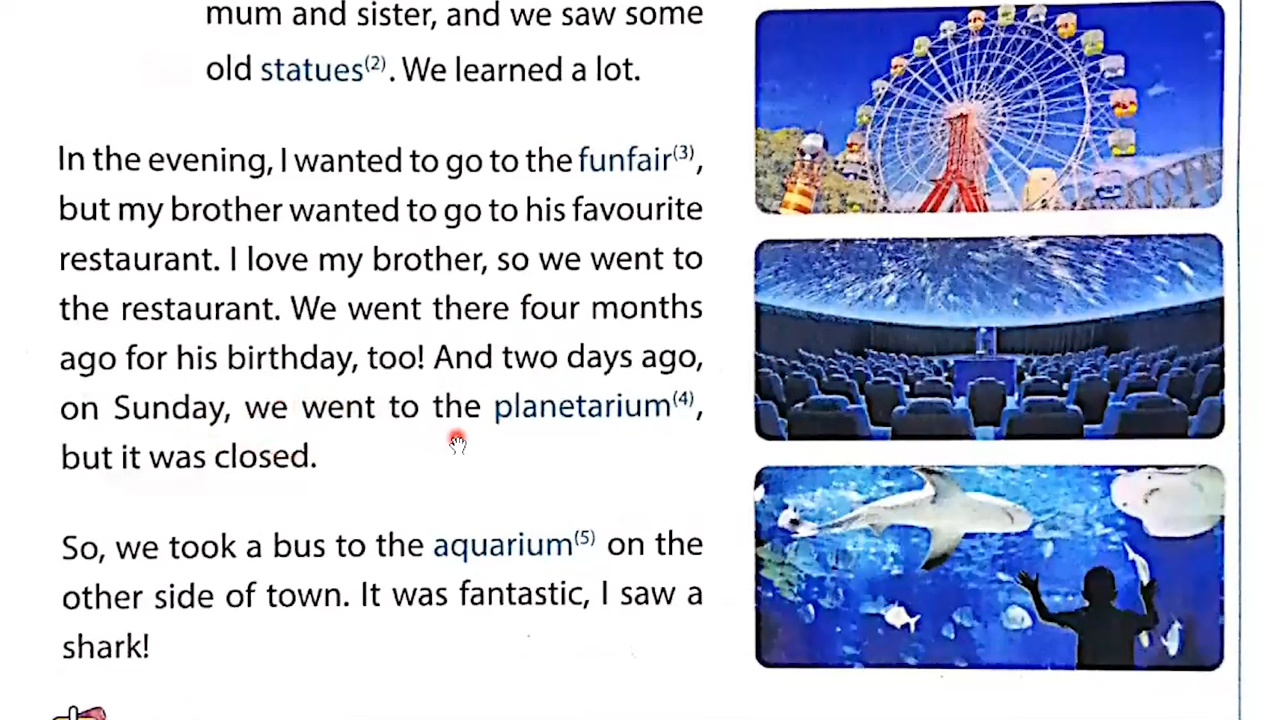 mum and sister, and we saw some
old statues(2). We learned a lot.
In the evening, I wanted to go to the funfair(3),
but my brother wanted to go to his favourite
restaurant. I love my brother, so we went to
the restaurant. We went there four months
ago for his birthday, too! And two days ago,
on Sunday, we went to the planetarium(4),
but it was closed.
So, we took a bus to the aquarium(5) on the
other side of town. It was fantastic, I saw a
shark!